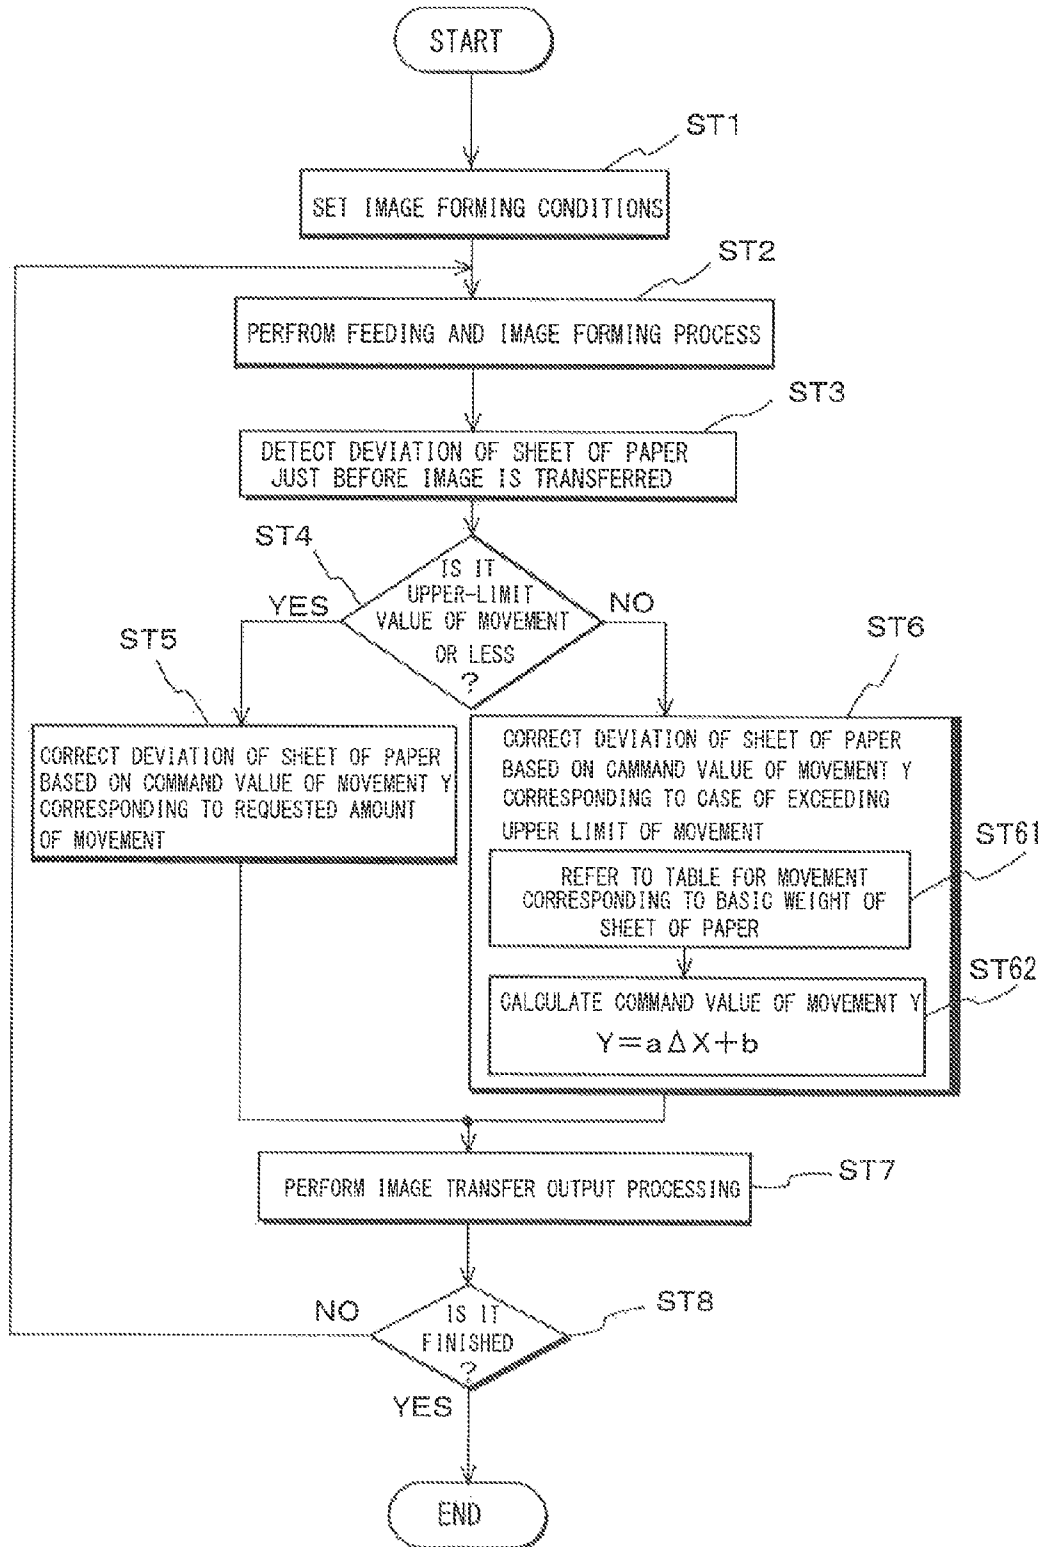 START
ST1
SET IMAGE FORMING CONDITIONS
ST2
PERFROM FEEDING AND IMAGE FORMING PROCESS
ST3
DETECT DEVIATION OF SHEET OF PAPER
JUST BEFORE IMAGE IS TRANSFERRED
ST4
IS IT
UPPER-LIMIT
VALUE OF MOVEMENT
OR LESS
?
YES
NO
ST5
CORRECT DEVIATION OF SHEET OF PAPER
BASED ON COMMAND VALUE OF MOVEMENT Y
CORRESPONDING TO REQUESTED AMOUNT
OF MOVEMENT
ST6
CORRECT DEVIATION OF SHEET OF PAPER
BASED ON CAMMAND VALUE OF MOVEMENT Y
CORRESPONDING TO CASE OF EXCEEDING
UPPER LIMIT OF MOVEMENT
ST61
REFER TO TABLE FOR MOVEMENT
CORRESPONDING TO BASIC WEIGHT OF
SHEET OF PAPER
ST62
CALCULATE COMMAND VALUE OF MOVEMENT Y
Y=aΔX+b
PERFORM IMAGE TRANSFER OUTPUT PROCESSING
ST7
NO
IS IT
FINISHED
?
ST8
YES
END